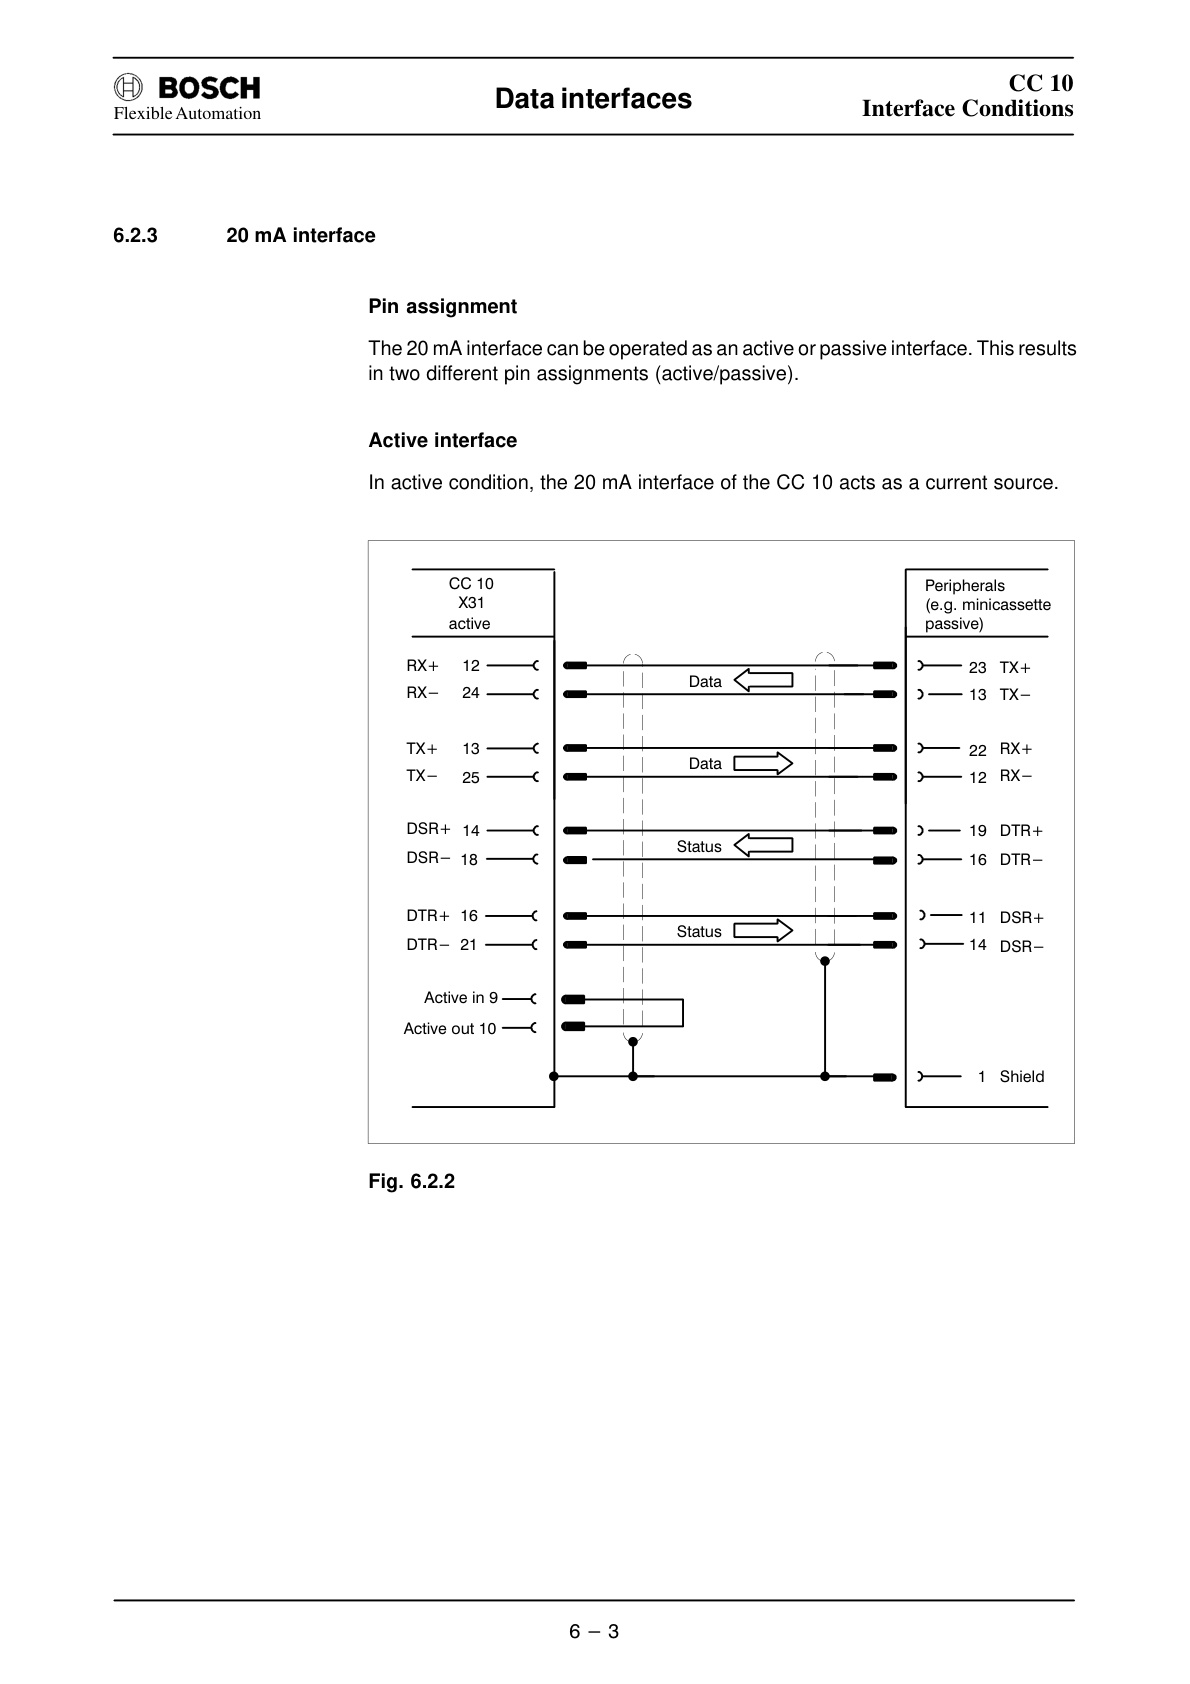 BOSCH
Flexible Automation
Data interfaces
CC 10
Interface Conditions
6.2.3 20 mA interface
Pin assignment
The 20 mA interface can be operated as an active or passive interface. This results
in two different pin assignments (active/passive).
Active interface
In active condition, the 20 mA interface of the CC 10 acts as a current source.
CC 10
X31
active
Peripherals
(e.g. minicassette
passive)
RX+ 12
23 TX+
Data
RX− 24
13 TX−
TX+ 13
22 RX+
Data
TX− 25
12 RX−
DSR+ 14
19 DTR+
Status
DSR− 18
16 DTR−
DTR+ 16
11 DSR+
Status
DTR− 21
14 DSR−
Active in 9
Active out 10
1 Shield
Fig. 6.2.2
6 − 3